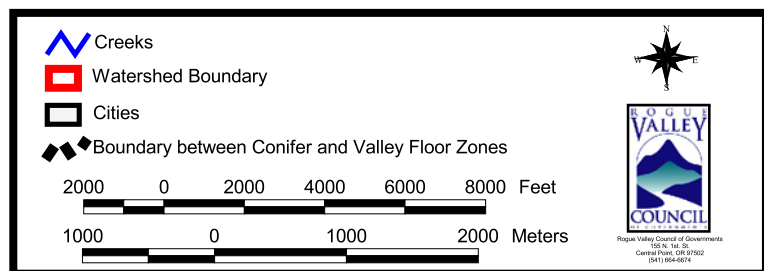 Creeks
Watershed Boundary
Cities
Boundary between Conifer and Valley Floor Zones
2000 0 2000 4000 6000 8000 Feet
1000 0 1000 2000 Meters
N
W E
S
ROGUE
VALLEY
COUNCIL
OF GOVERNMENTS
Rogue Valley Council of Governments
155 N. 1st. St.
Central Point, OR 97502
(541) 664-6674